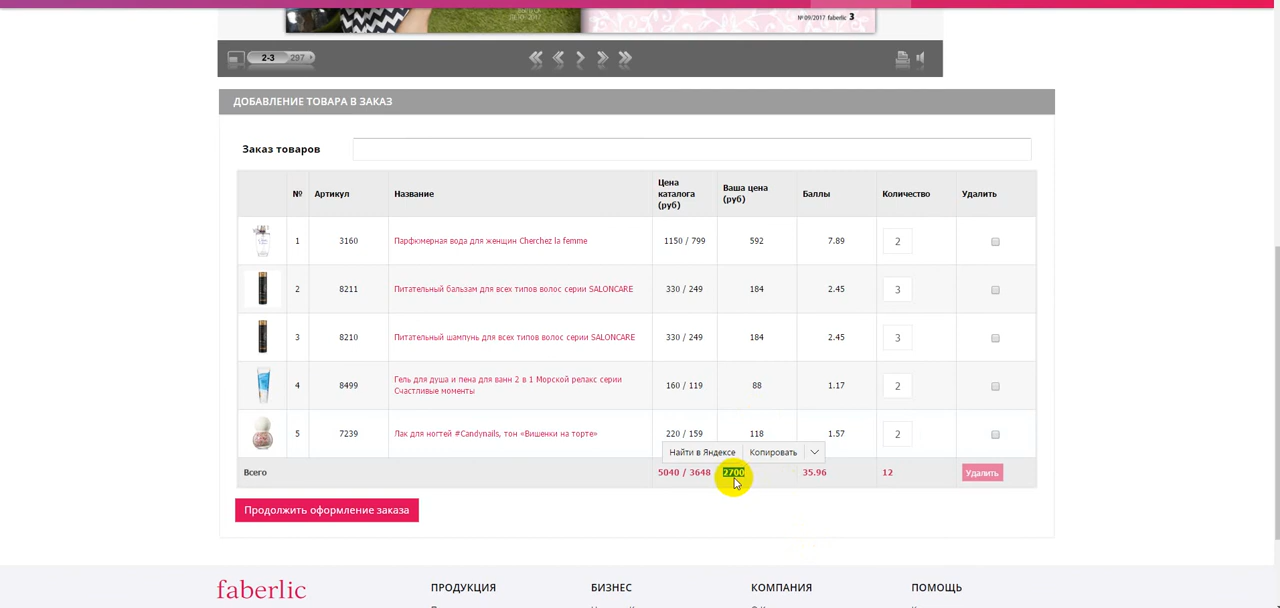 № 09/2017 faberlic 3
2-3 297
ДОБАВЛЕНИЕ ТОВАРА В ЗАКАЗ
Заказ товаров
№ Артикул Название Цена каталога (руб) Ваша цена (руб) Баллы Количество Удалить
1 3160 Парфюмерная вода для женщин Cherchez la femme 1150 / 799 592 7.89 2
2 8211 Питательный бальзам для всех типов волос серии SALONCARE 330 / 249 184 2.45 3
3 8210 Питательный шампунь для всех типов волос серии SALONCARE 330 / 249 184 2.45 3
4 8499 Гель для душа и пена для ванн 2 в 1 Морской релакс серии
Счастливые моменты 160 / 119 88 1.17 2
5 7239 Лак для ногтей #Candynails, тон «Вишенки на торте» 220 / 159 118 1.57 2
Найти в Яндексе Копировать
Всего 5040 / 3648 2700 35.96 12 Удалить
Продолжить оформление заказа
faberlic ПРОДУКЦИЯ БИЗНЕС КОМПАНИЯ ПОМОЩЬ